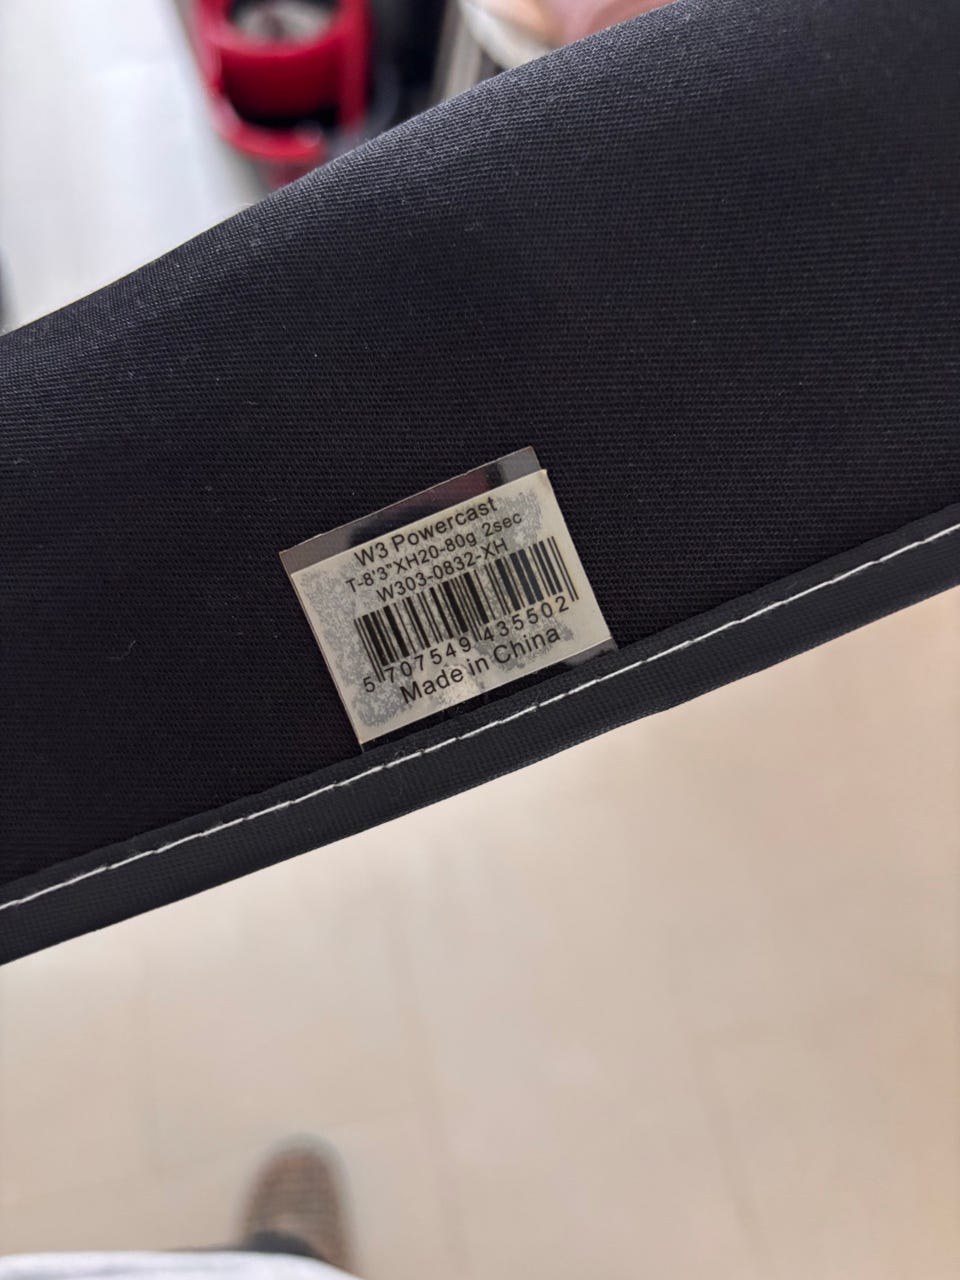 W3 Powercast
T-8'3"XH20-80g 2sec
W303-0832-XH
5 707549 435502
Made in China